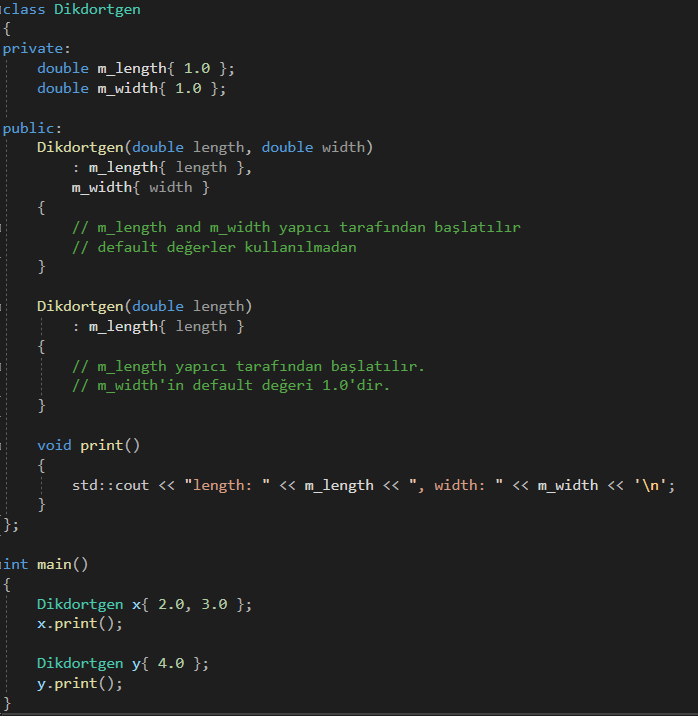 class Dikdortgen
{
private:
    double m_length{ 1.0 };
    double m_width{ 1.0 };

public:
    Dikdortgen(double length, double width)
        : m_length{ length },
        m_width{ width }
    {
        // m_length and m_width yapıcı tarafından başlatılır
        // default değerler kullanılmadan
    }

    Dikdortgen(double length)
        : m_length{ length }
    {
        // m_length yapıcı tarafından başlatılır.
        // m_width'in default değeri 1.0'dir.
    }

    void print()
    {
        std::cout << "length: " << m_length << ", width: " << m_width << '\n';
    }
};

int main()
{
    Dikdortgen x{ 2.0, 3.0 };
    x.print();

    Dikdortgen y{ 4.0 };
    y.print();
}